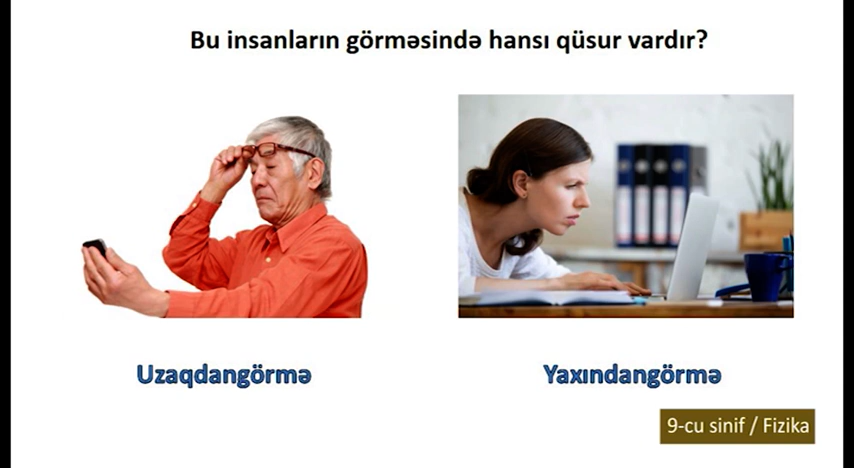 Bu insanların görməsində hansı qüsur vardır?
Uzaqdangörmə
Yaxındangörmə
9-cu sinif / Fizika